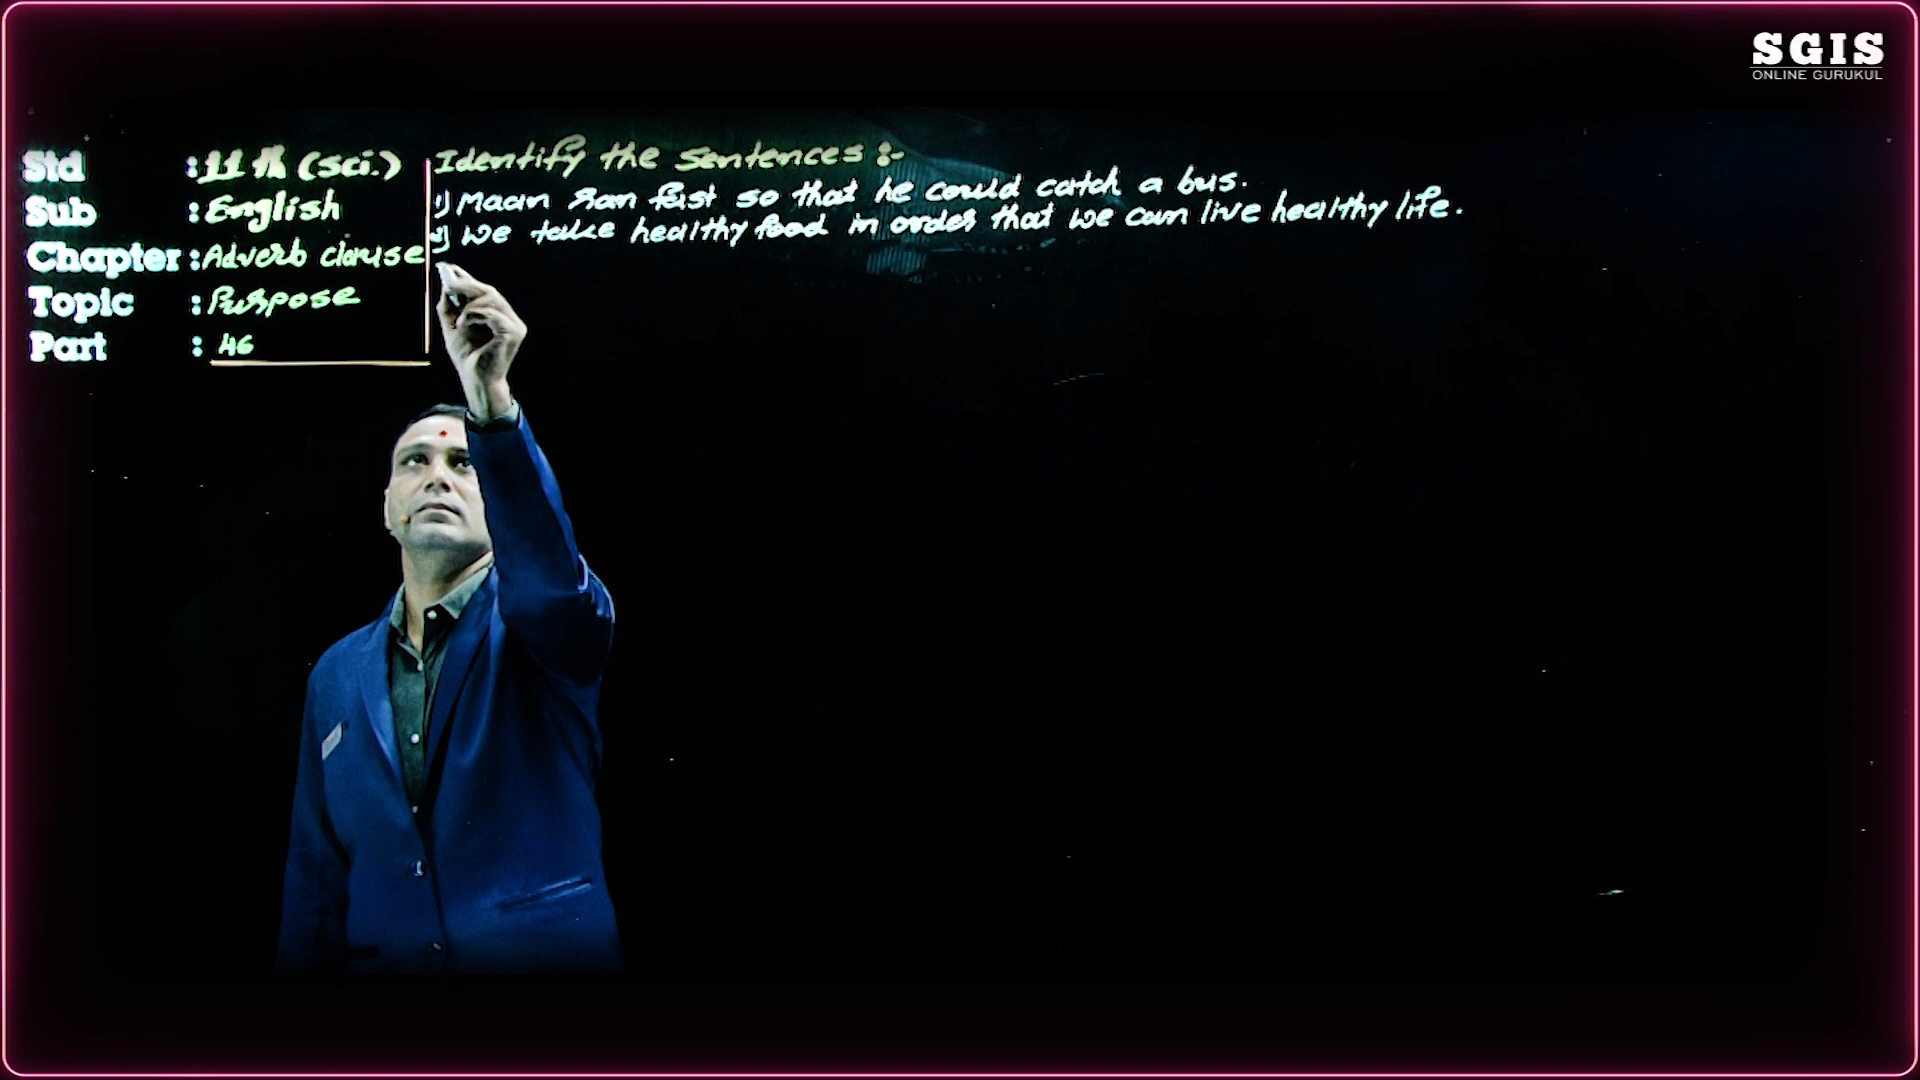 SGIS
ONLINE GURUKUL
Std : 11th (sci.)
Sub : English
Chapter : Adverb clause
Topic : Purpose
Part : 46
Identify the sentences :-
1) Maan ran fast so that he could catch a bus.
2) we take healthy food in order that we can live healthy life.